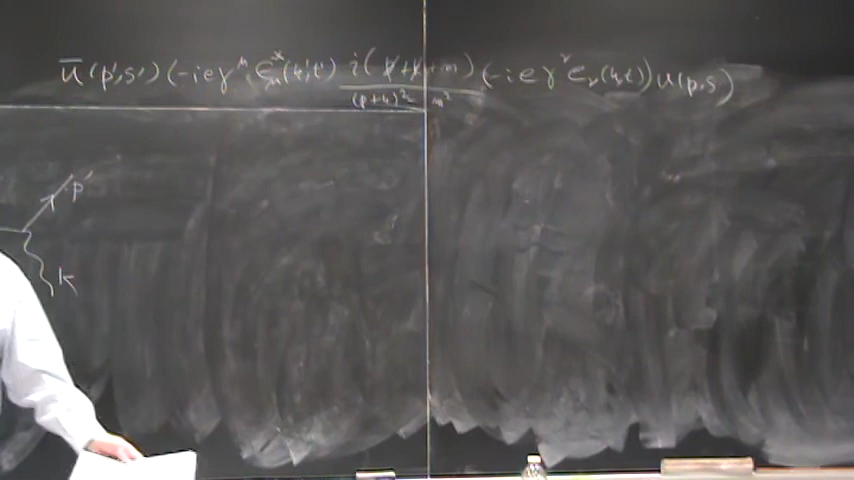 ū(p',s')(-ieγ^μ ε*_μ(k',t') i(p̸+k̸+m)/((p+k)²-m²) (-ieγ^ν ε_ν(k,t)) u(p,s)
p'
k